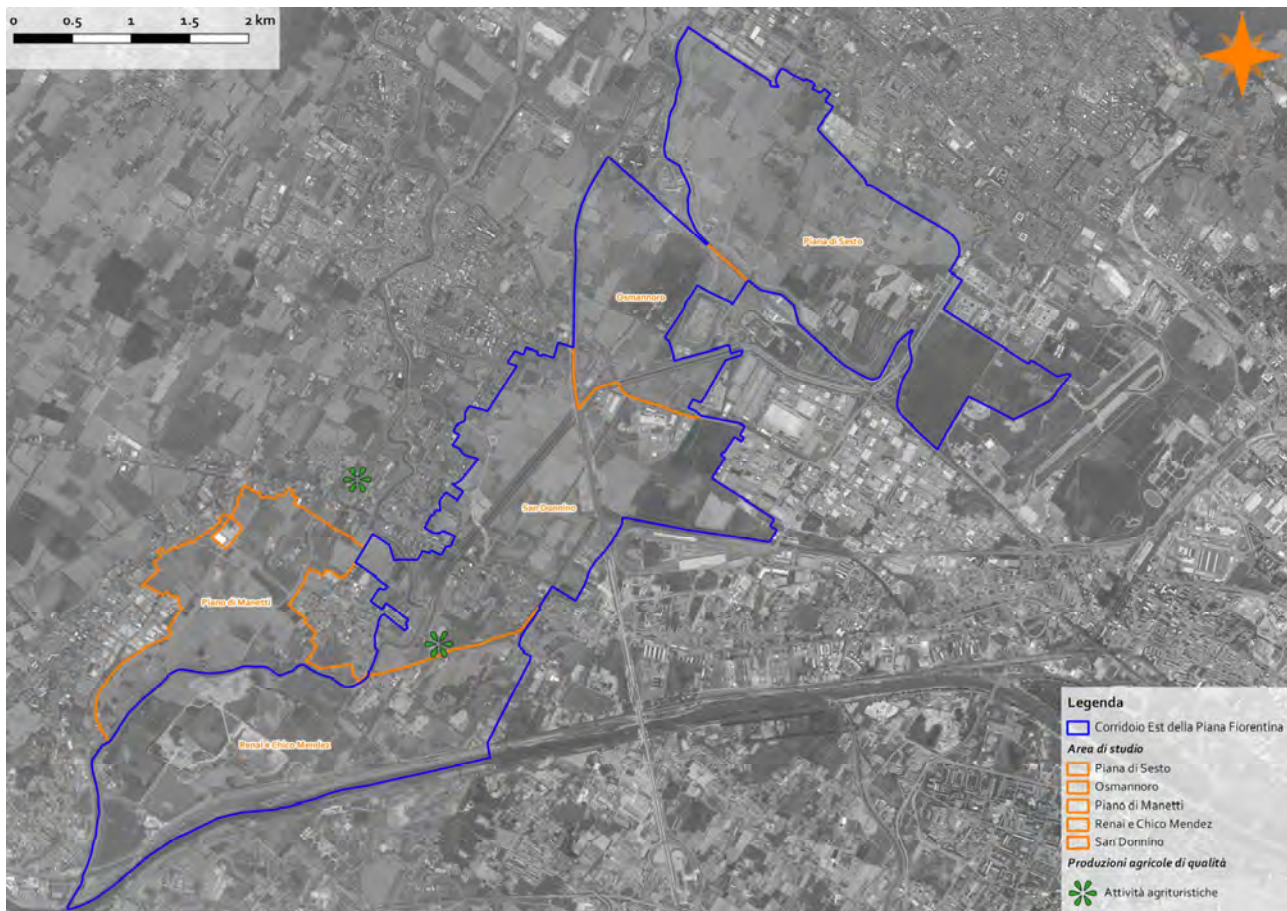 0 0.5 1 1.5 2 km
Piana di Sesto
Osmannoro
San Donnino
Piano di Manetti
Renai e Chico Mendez
Legenda
Corridoio Est della Piana Fiorentina
Area di studio
Piana di Sesto
Osmannoro
Piano di Manetti
Renai e Chico Mendez
San Donnino
Produzioni agricole di qualità
Attività agrituristiche